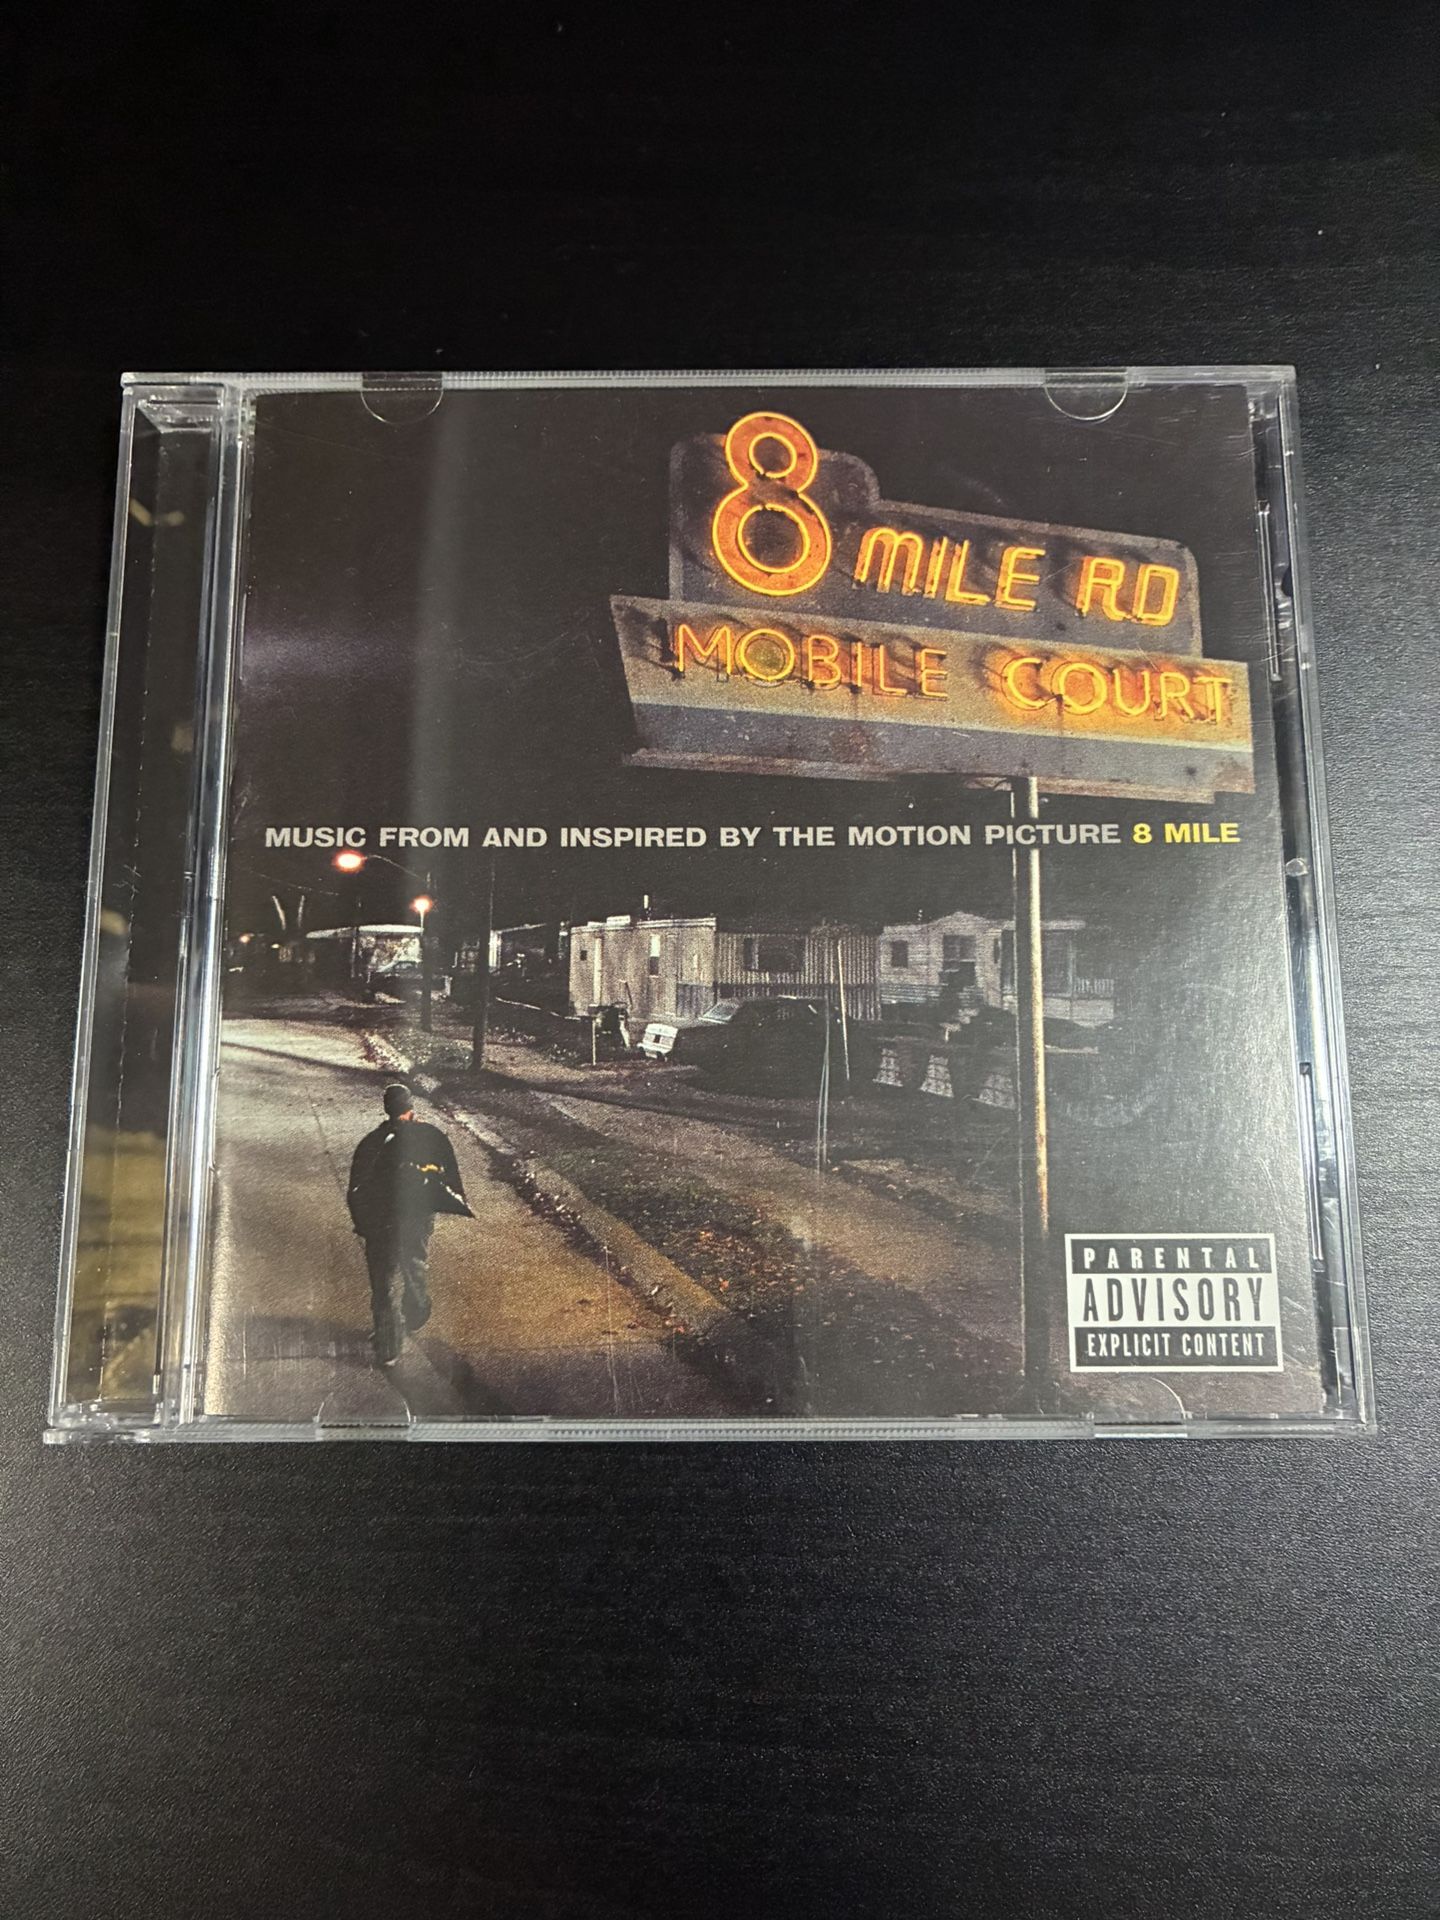 8 MILE RD
MOBILE COURT
MUSIC FROM AND INSPIRED BY THE MOTION PICTURE 8 MILE
PARENTAL
ADVISORY
EXPLICIT CONTENT